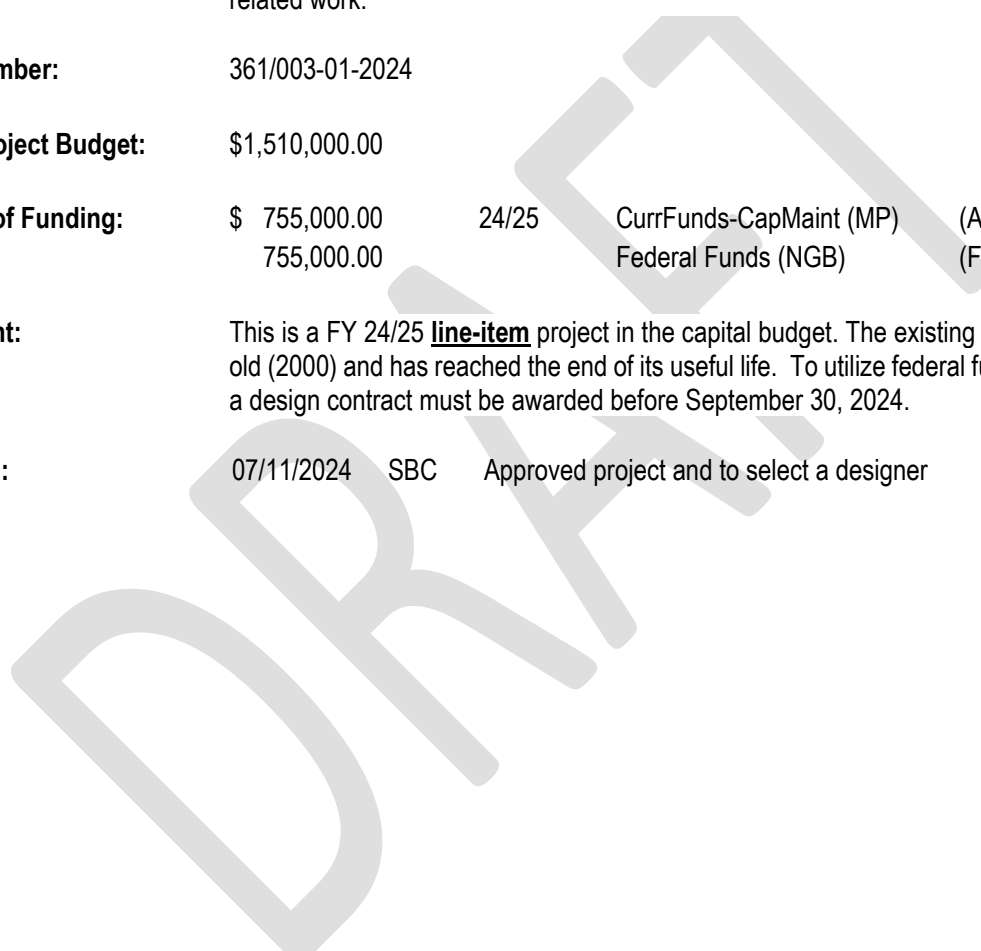 related work.
mber: 361/003-01-2024
oject Budget: $1,510,000.00
of Funding: $ 755,000.00 24/25 CurrFunds-CapMaint (MP) (A
755,000.00 Federal Funds (NGB) (F
nt: This is a FY 24/25 line-item project in the capital budget. The existing
old (2000) and has reached the end of its useful life. To utilize federal fu
a design contract must be awarded before September 30, 2024.
: 07/11/2024 SBC Approved project and to select a designer
DRAFT